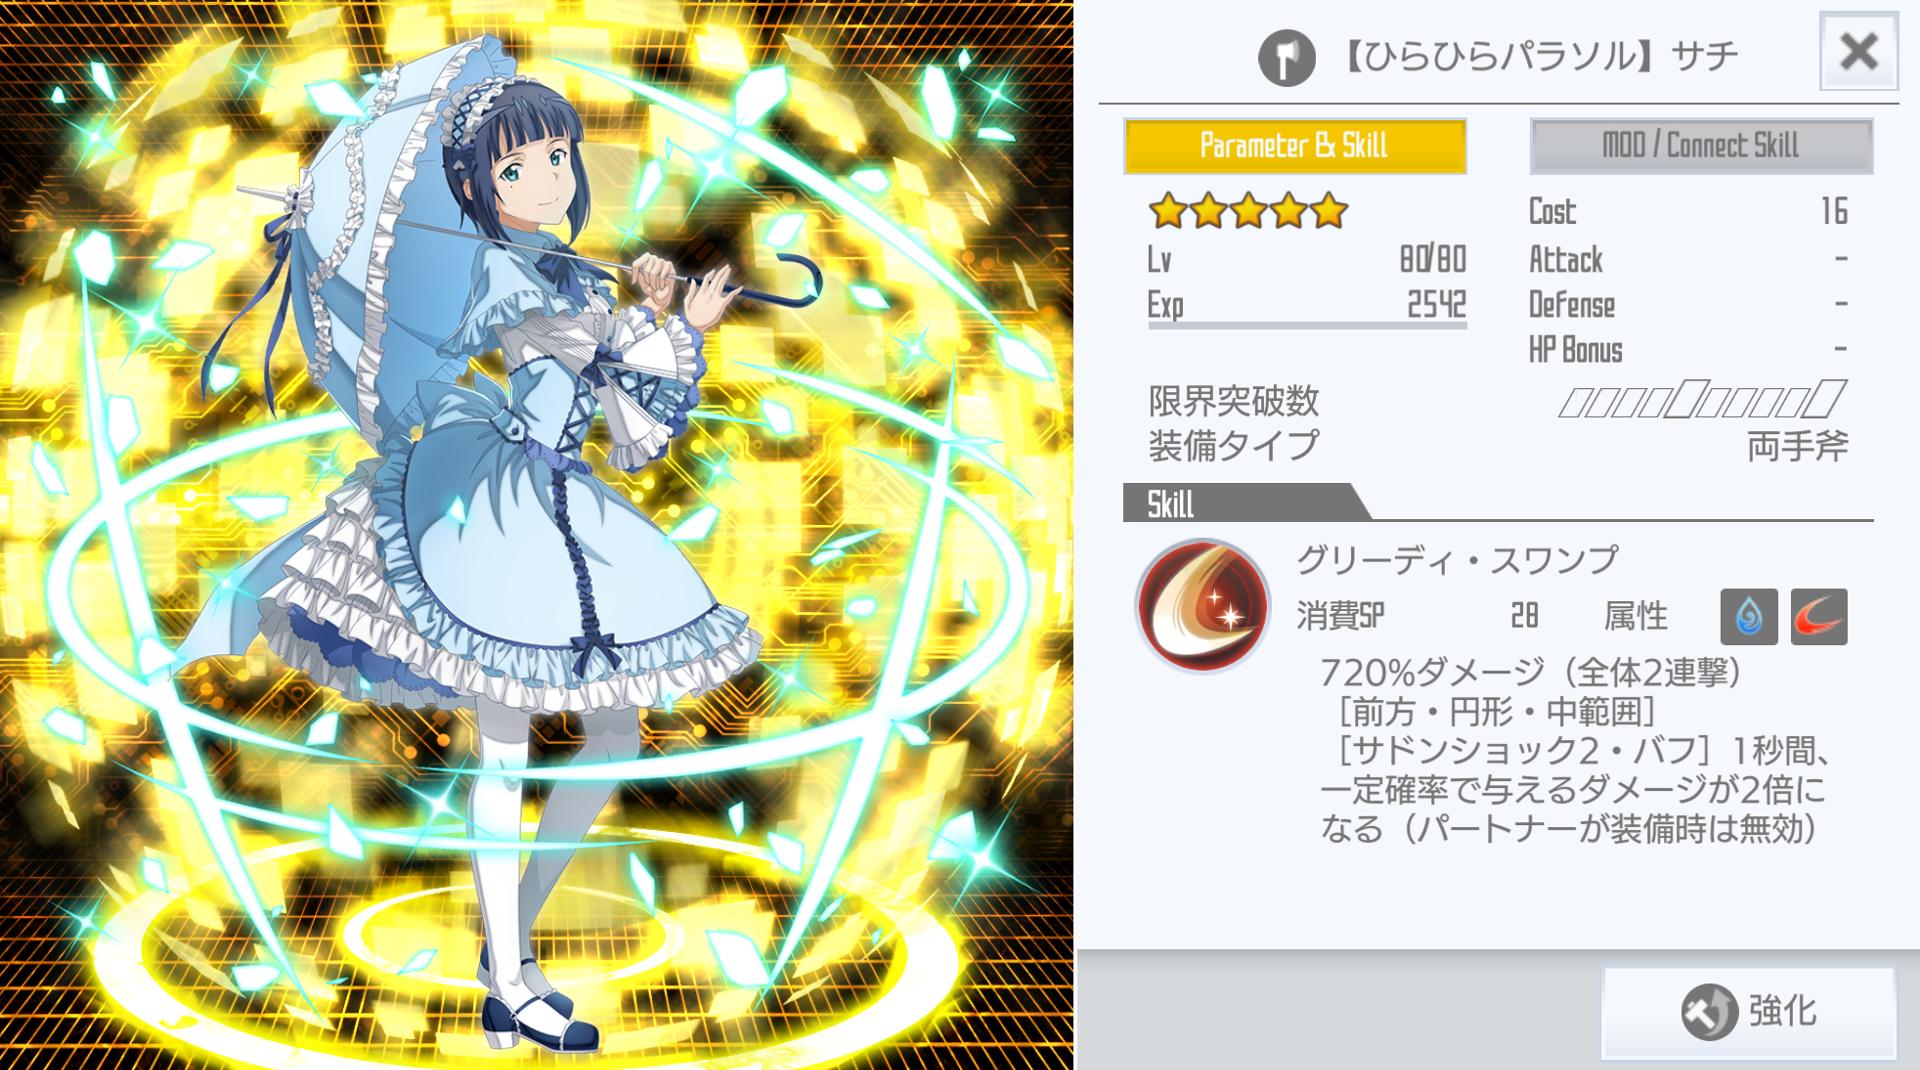 【ひらひらパラソル】サチ
Parameter & Skill
MOD / Connect Skill
Cost 16
Lv 80/80
Attack -
Exp 2542
Defense -
HP Bonus -
限界突破数
装備タイプ 両手斧
Skill
グリーディ・スワンプ
消費SP 28 属性
720%ダメージ（全体2連撃）
［前方・円形・中範囲］
［サドンショック2・バフ］1秒間、
一定確率で与えるダメージが2倍に
なる（パートナーが装備時は無効）
強化